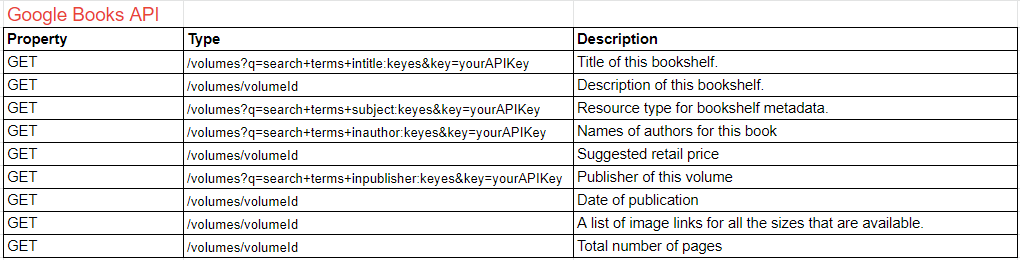 Google Books API
Property Type Description
GET /volumes?q=search+terms+intitle:keyes&key=yourAPIKey Title of this bookshelf.
GET /volumes/volumeId Description of this bookshelf.
GET /volumes?q=search+terms+subject:keyes&key=yourAPIKey Resource type for bookshelf metadata.
GET /volumes?q=search+terms+inauthor:keyes&key=yourAPIKey Names of authors for this book
GET /volumes/volumeId Suggested retail price
GET /volumes?q=search+terms+inpublisher:keyes&key=yourAPIKey Publisher of this volume
GET /volumes/volumeId Date of publication
GET /volumes/volumeId A list of image links for all the sizes that are available.
GET /volumes/volumeId Total number of pages